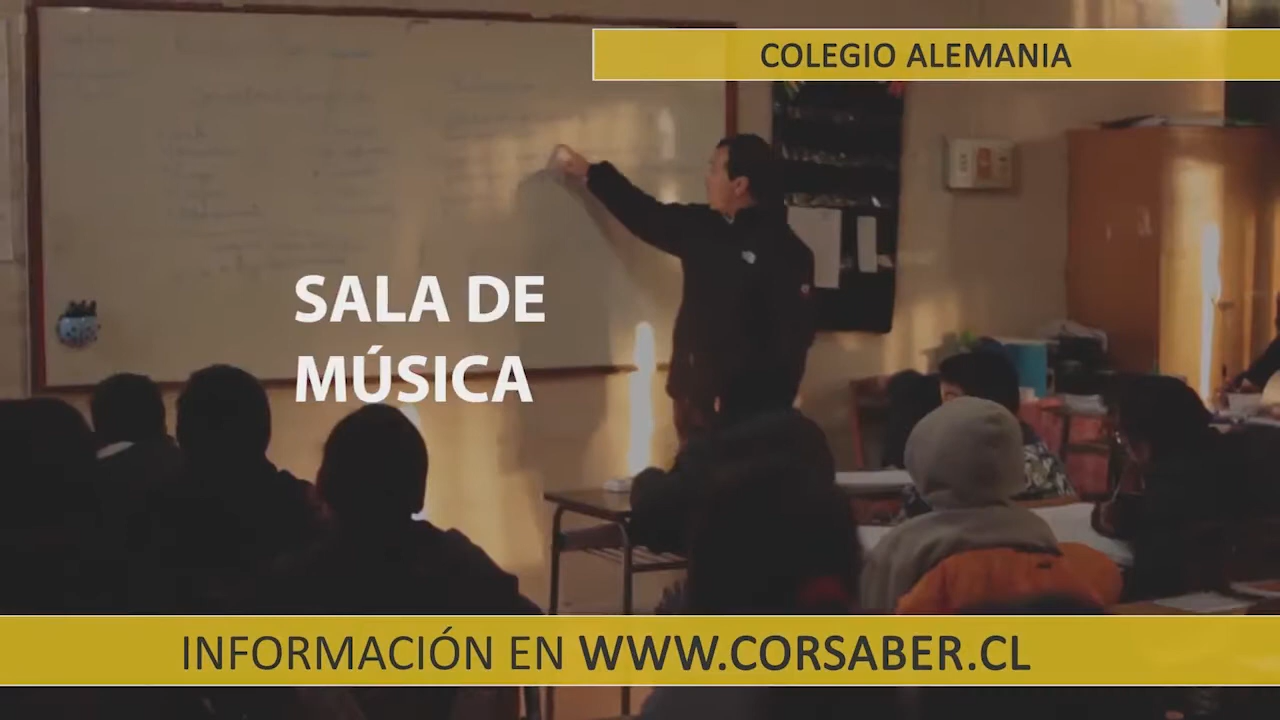 COLEGIO ALEMANIA
SALA DE
MÚSICA
INFORMACIÓN EN WWW.CORSABER.CL